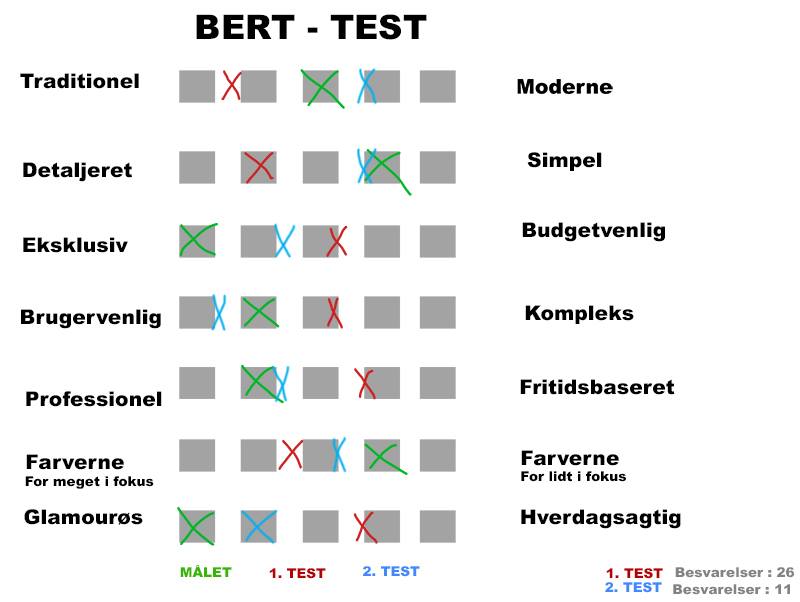 BERT - TEST
Traditionel
Moderne
Detaljeret
Simpel
Eksklusiv
Budgetvenlig
Brugervenlig
Kompleks
Professionel
Fritidsbaseret
Farverne
For meget i fokus
Farverne
For lidt i fokus
Glamourøs
Hverdagsagtig
MÅLET
1. TEST
2. TEST
1. TEST Besvarelser : 26
2. TEST Besvarelser : 11